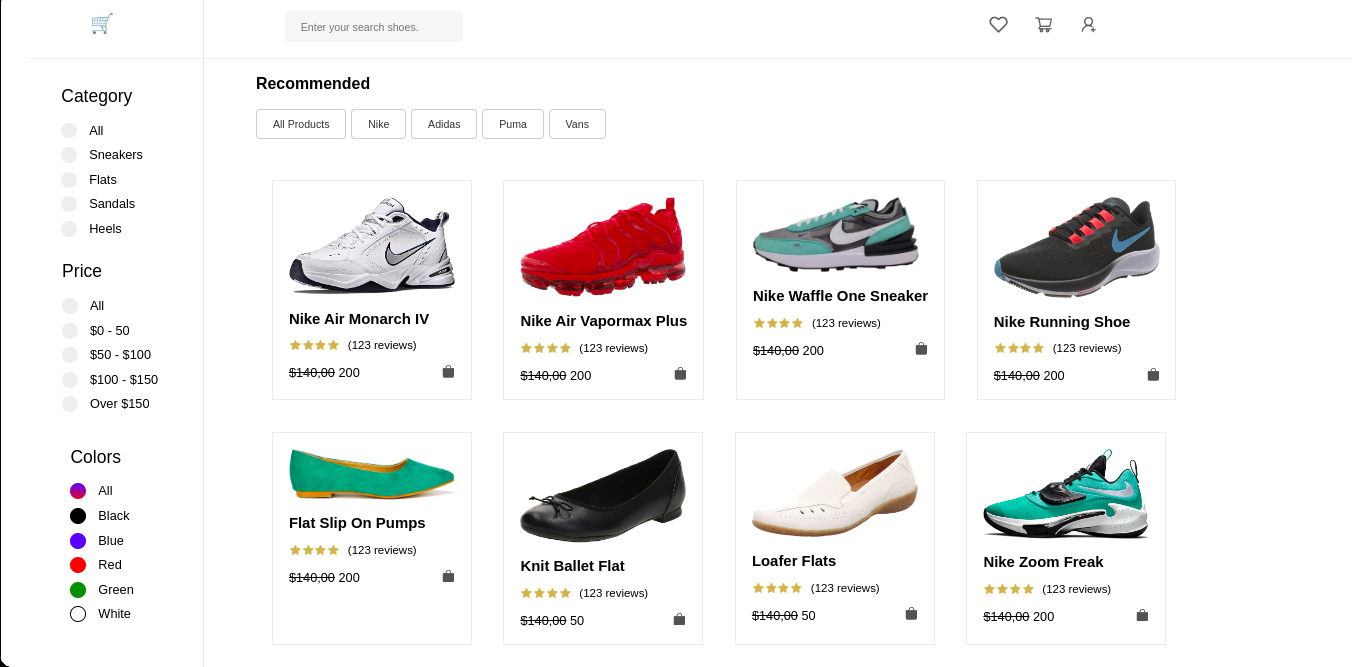 Enter your search shoes.
Category
All
Sneakers
Flats
Sandals
Heels
Price
All
$0 - 50
$50 - $100
$100 - $150
Over $150
Colors
All
Black
Blue
Red
Green
White
Recommended
All Products
Nike
Adidas
Puma
Vans
Nike Air Monarch IV
(123 reviews)
$140,00 200
Nike Air Vapormax Plus
(123 reviews)
$140,00 200
Nike Waffle One Sneaker
(123 reviews)
$140,00 200
Nike Running Shoe
(123 reviews)
$140,00 200
Flat Slip On Pumps
(123 reviews)
$140,00 200
Knit Ballet Flat
(123 reviews)
$140,00 50
Loafer Flats
(123 reviews)
$140,00 50
Nike Zoom Freak
(123 reviews)
$140,00 200